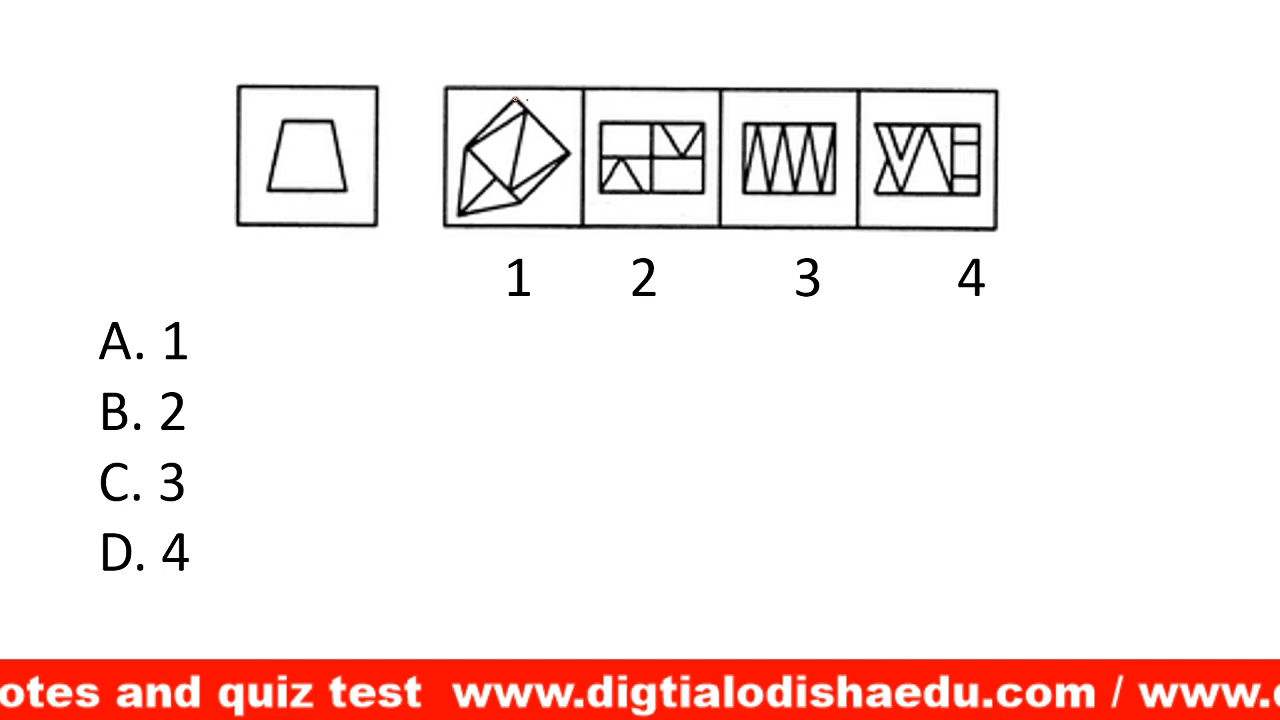 1 2 3 4
A. 1
B. 2
C. 3
D. 4
otes and quiz test www.digtialodishaedu.com / www.